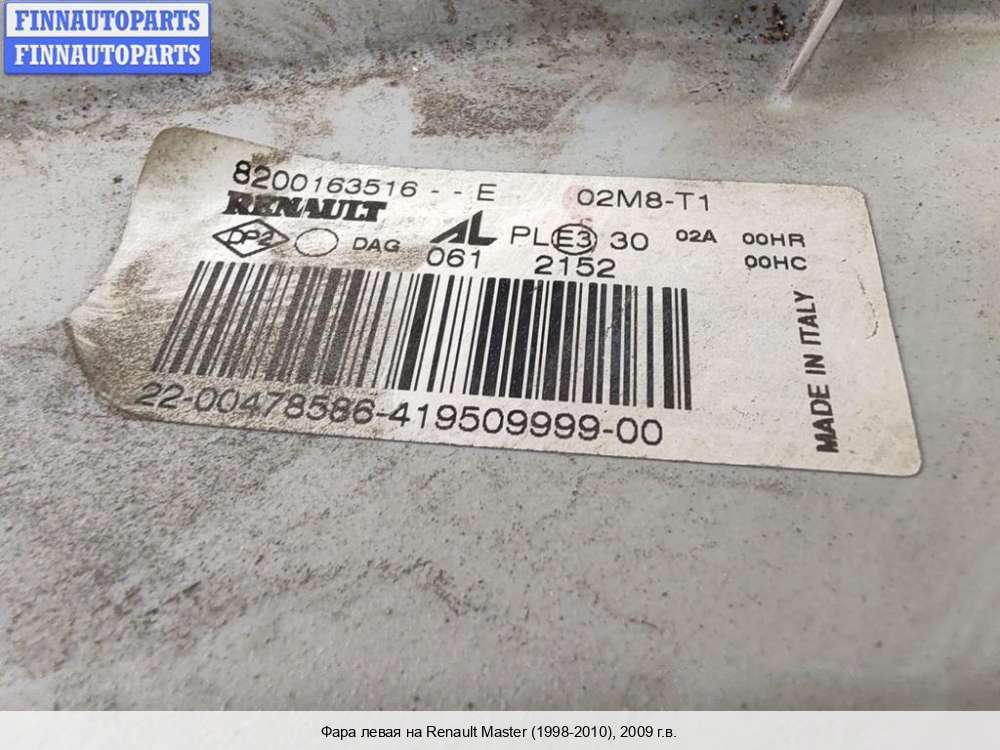 FINNAUTOPARTS
FINNAUTOPARTS
8200163516 - - E 02M8-T1
RENAULT
DP2 DAG AL PL E3 30 02A 00HR
061 2152 00HC
22-00478586-419509999-00
MADE IN ITALY
Фара левая на Renault Master (1998-2010), 2009 г.в.